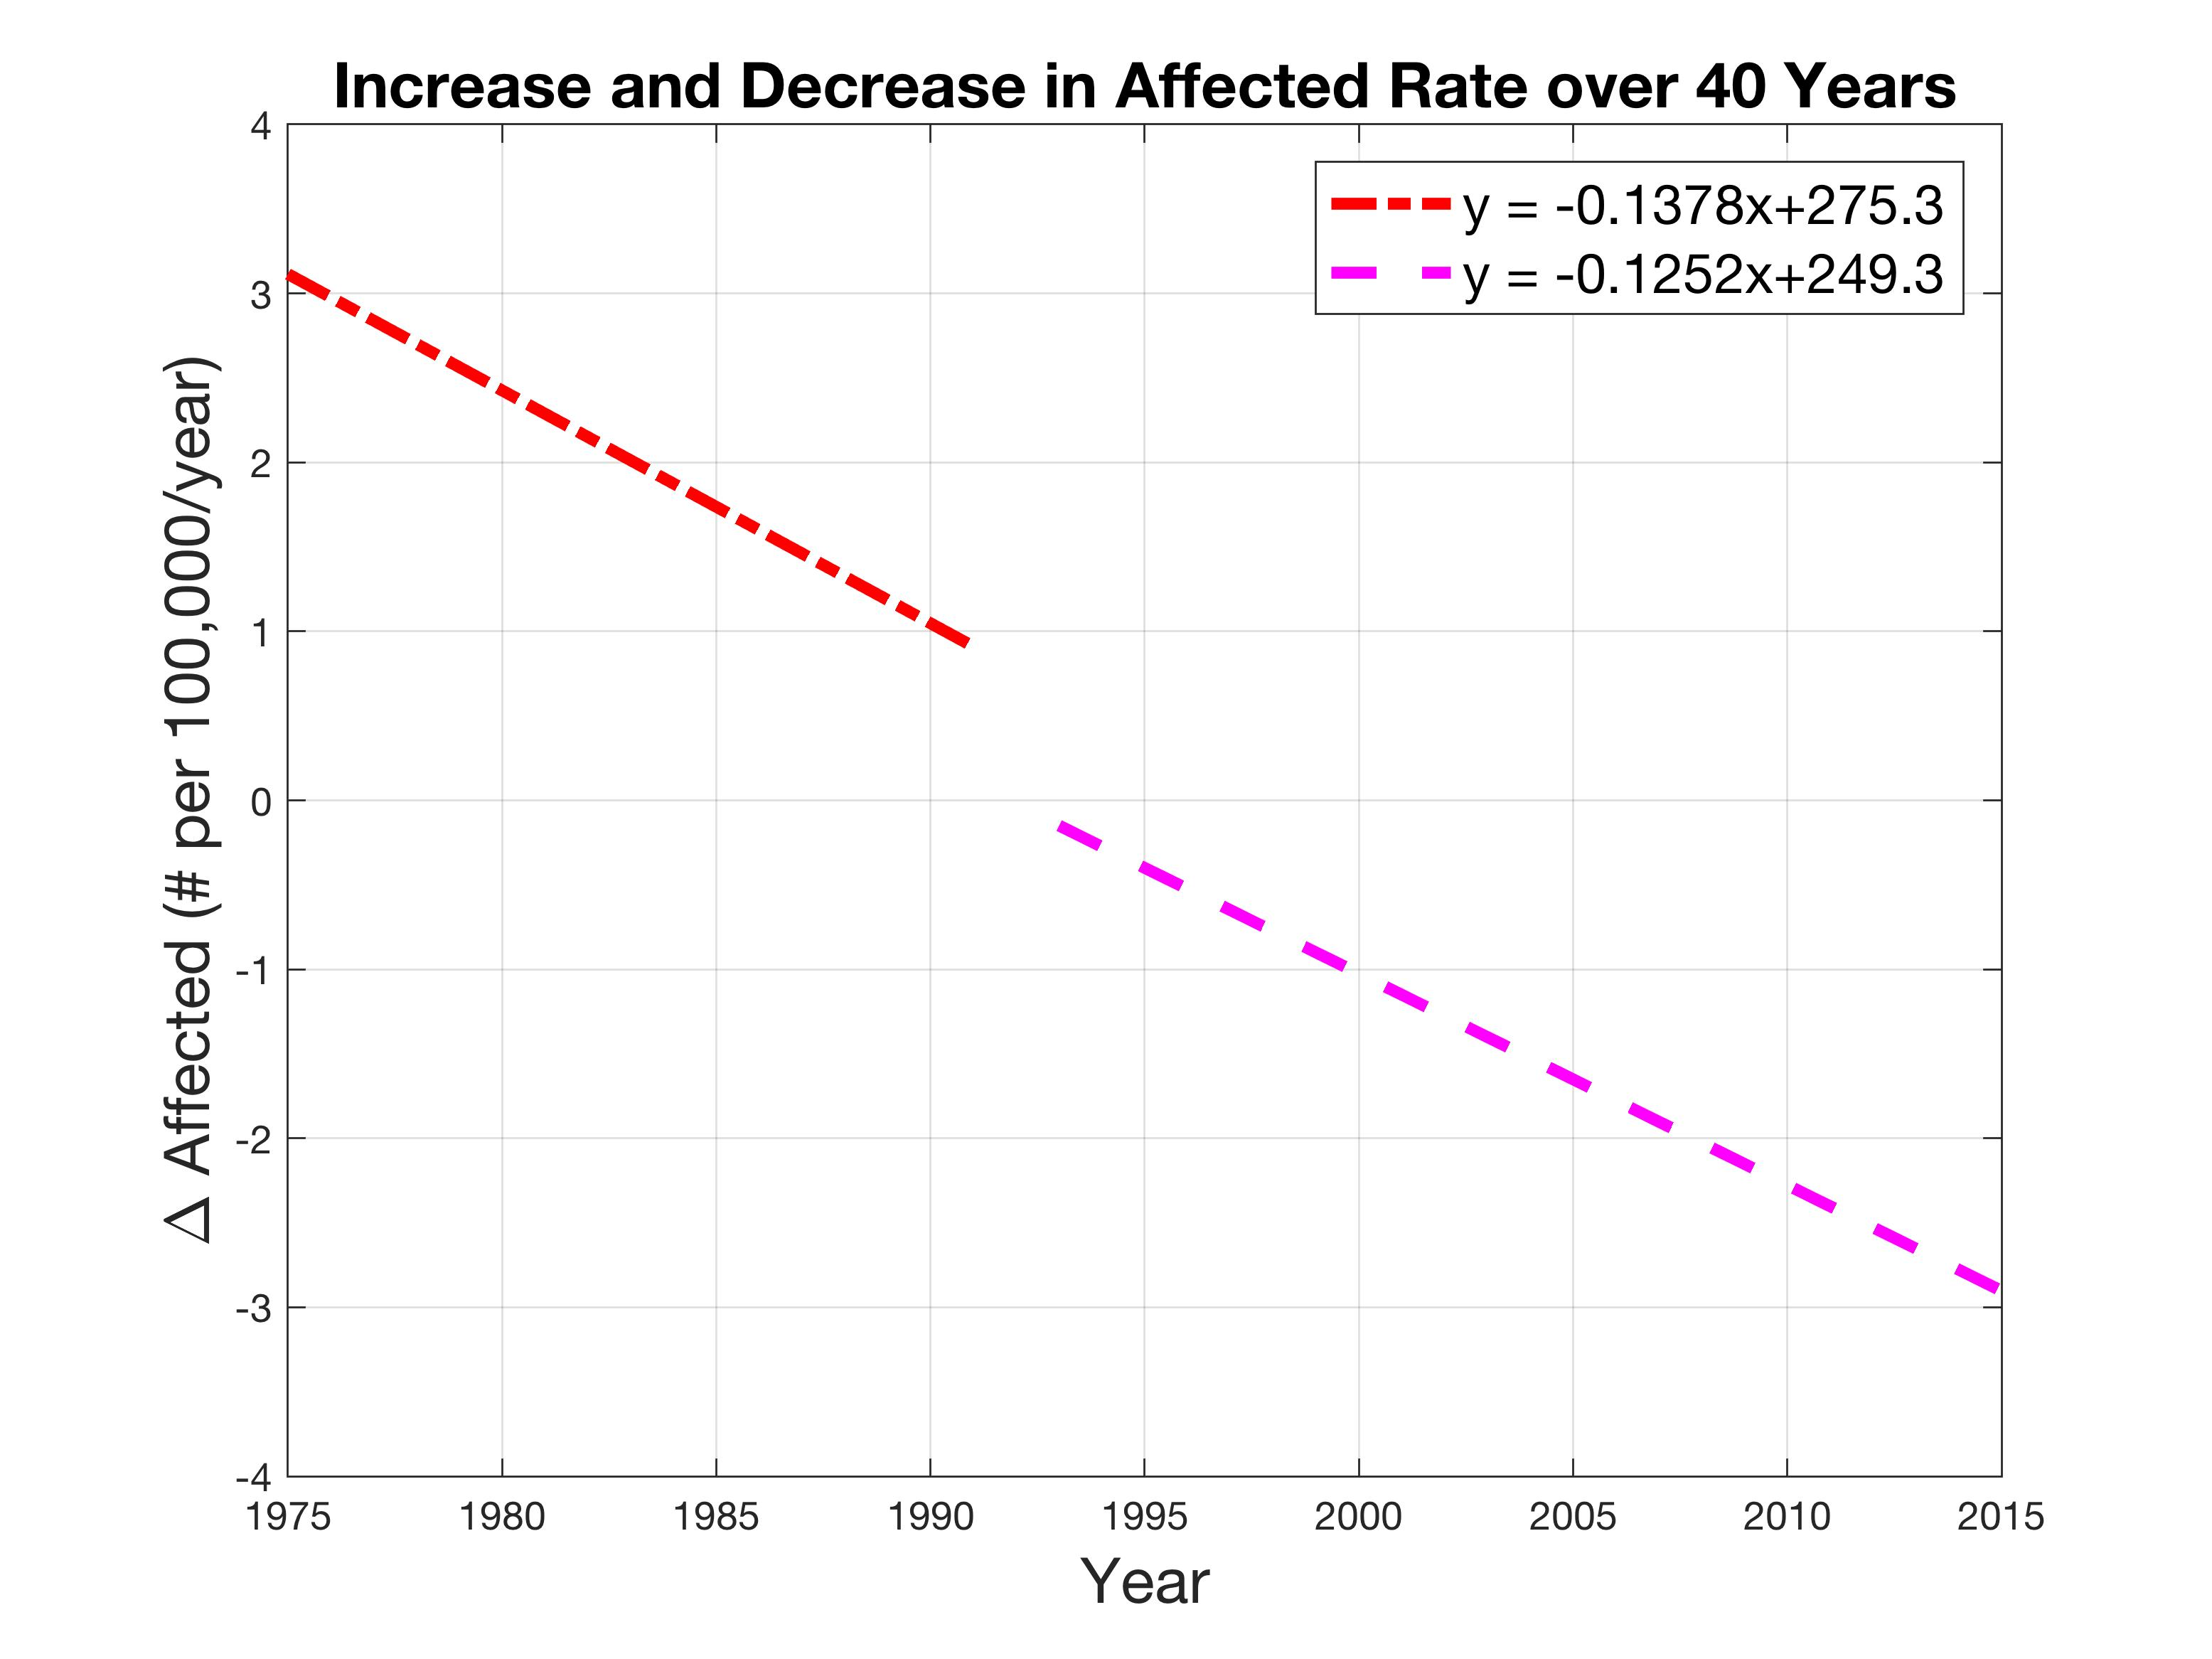 Increase and Decrease in Affected Rate over 40 Years
y = -0.1378x+275.3
y = -0.1252x+249.3
Δ Affected (# per 100,000/year)
4
3
2
1
0
-1
-2
-3
-4
1975 1980 1985 1990 1995 2000 2005 2010 2015
Year